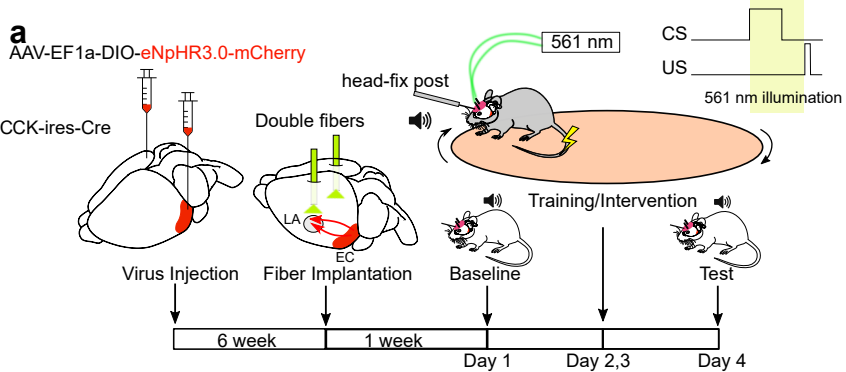 a
AAV-EF1a-DIO-eNpHR3.0-mCherry
CCK-ires-Cre
Double fibers
head-fix post
561 nm
CS
US
561 nm illumination
LA
EC
Training/Intervention
Virus Injection
Fiber Implantation
Baseline
Test
6 week
1 week
Day 1
Day 2,3
Day 4